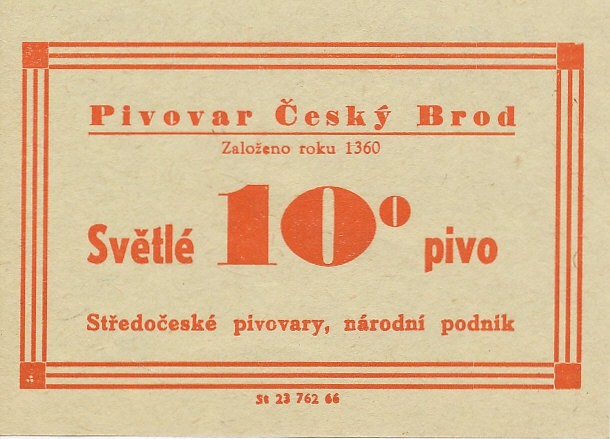 Pivovar Český Brod
Založeno roku 1360
Světlé 10° pivo
Středočeské pivovary, národní podnik
St 23 762 66